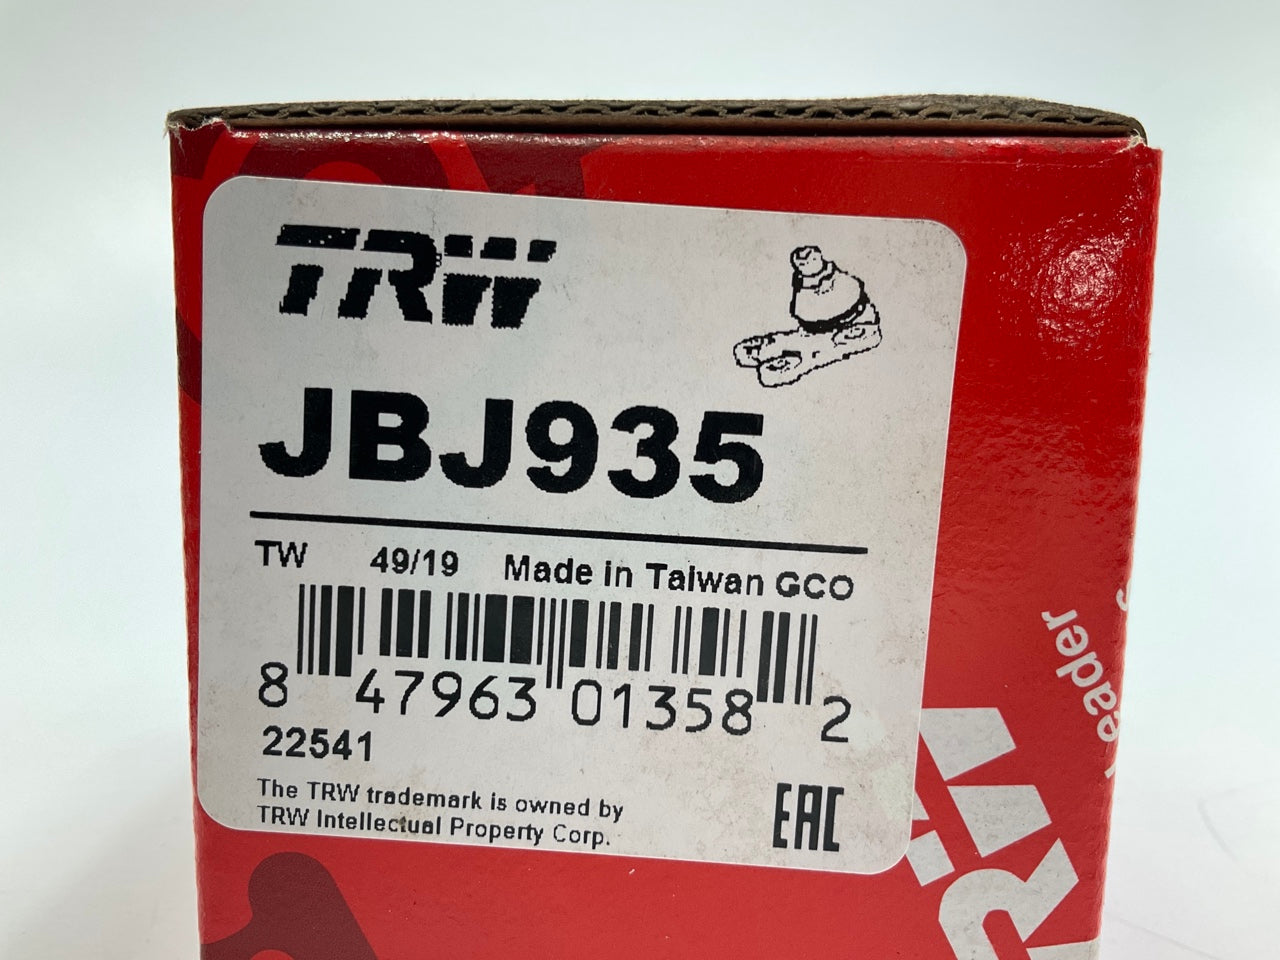 TRW
JBJ935
TW 49/19 Made in Taiwan GCO
8 47963 01358 2
22541
The TRW trademark is owned by
TRW Intellectual Property Corp.
EAC